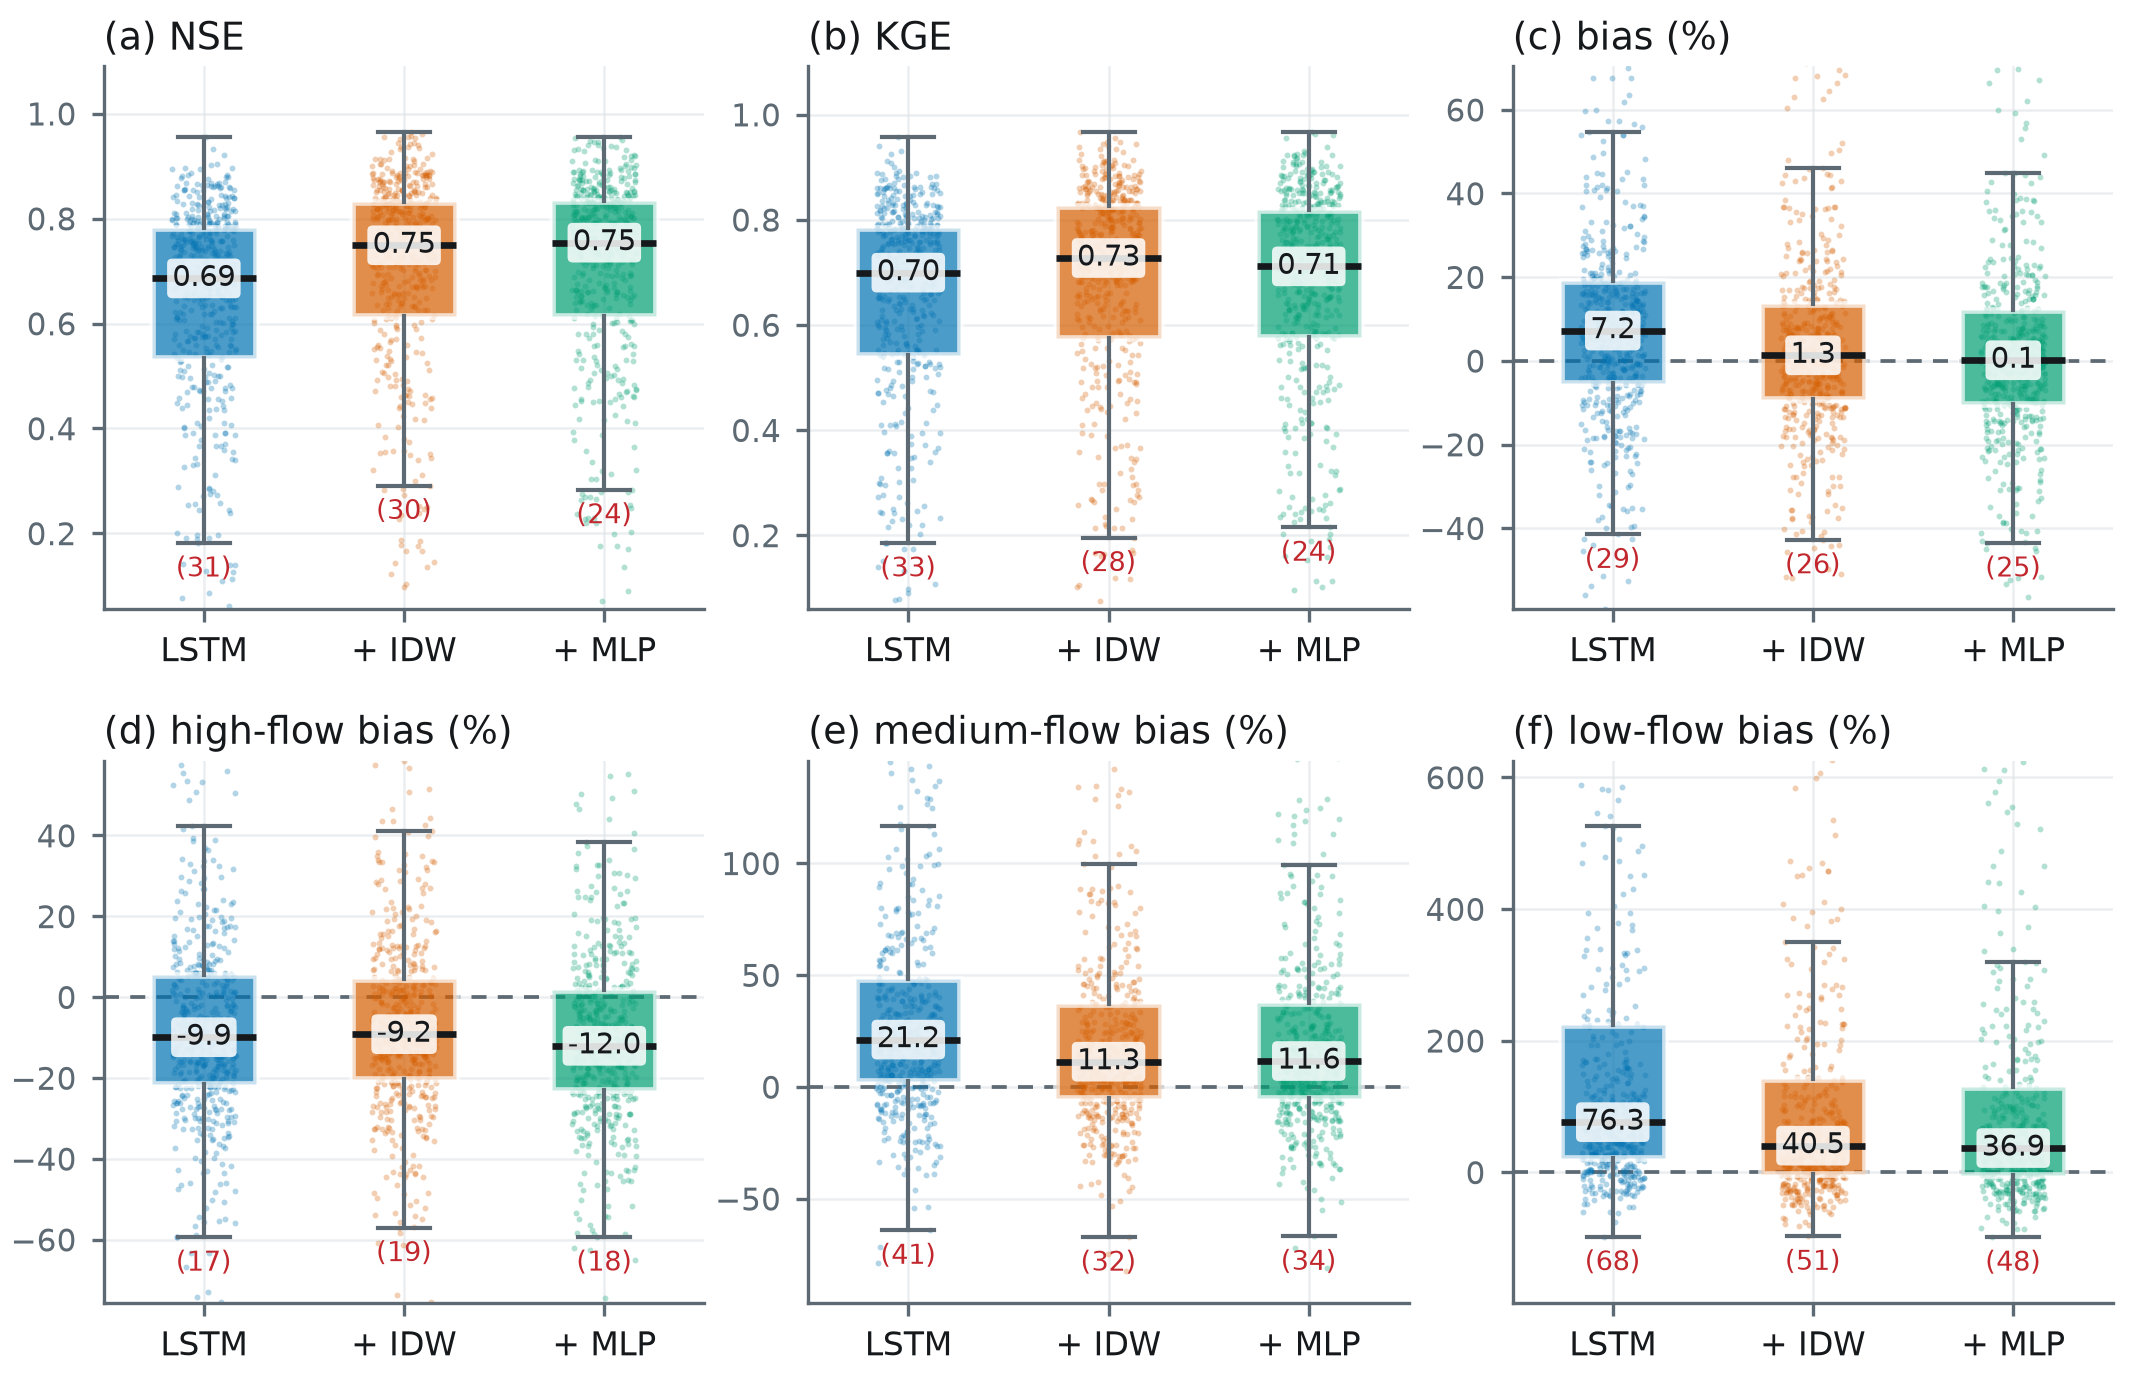 (a) NSE
1.0
0.8
0.6
0.4
0.2
0.69
0.75
0.75
(31)
(30)
(24)
LSTM
+ IDW
+ MLP
(b) KGE
1.0
0.8
0.6
0.4
0.2
0.70
0.73
0.71
(33)
(28)
(24)
LSTM
+ IDW
+ MLP
(c) bias (%)
60
40
20
0
−20
−40
7.2
1.3
0.1
(29)
(26)
(25)
LSTM
+ IDW
+ MLP
(d) high-flow bias (%)
40
20
0
−20
−40
−60
-9.9
-9.2
-12.0
(17)
(19)
(18)
LSTM
+ IDW
+ MLP
(e) medium-flow bias (%)
100
50
0
−50
21.2
11.3
11.6
(41)
(32)
(34)
LSTM
+ IDW
+ MLP
(f) low-flow bias (%)
600
400
200
0
76.3
40.5
36.9
(68)
(51)
(48)
LSTM
+ IDW
+ MLP